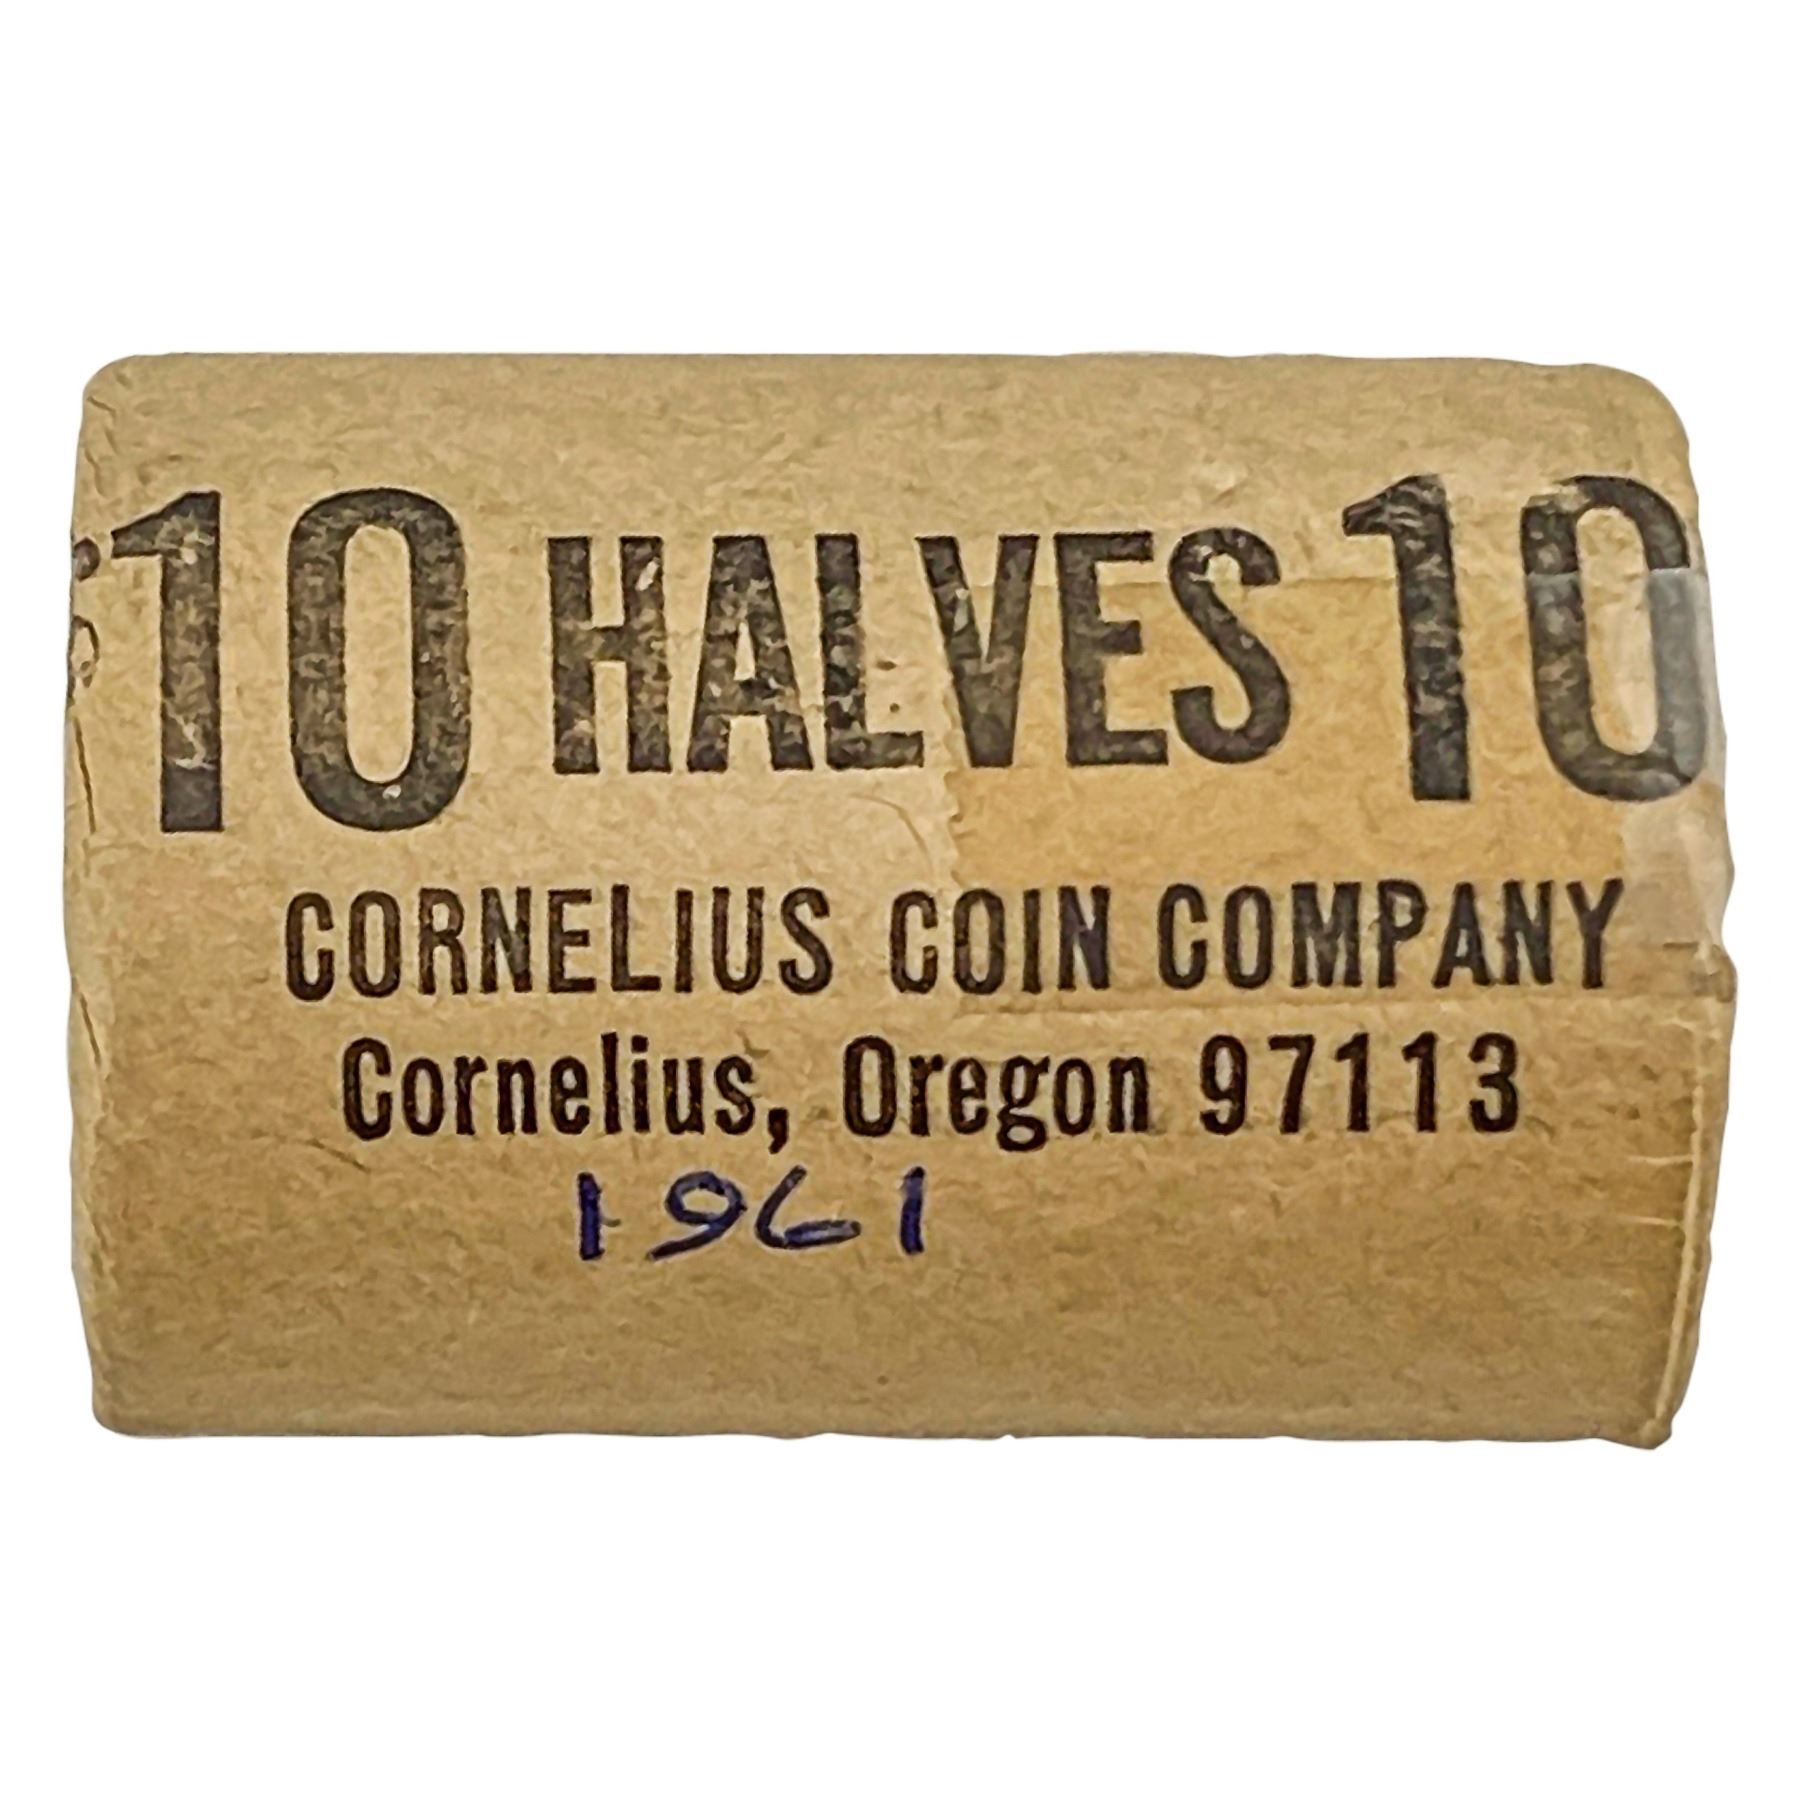 10 HALVES 10
CORNELIUS COIN COMPANY
Cornelius, Oregon 97113
1961